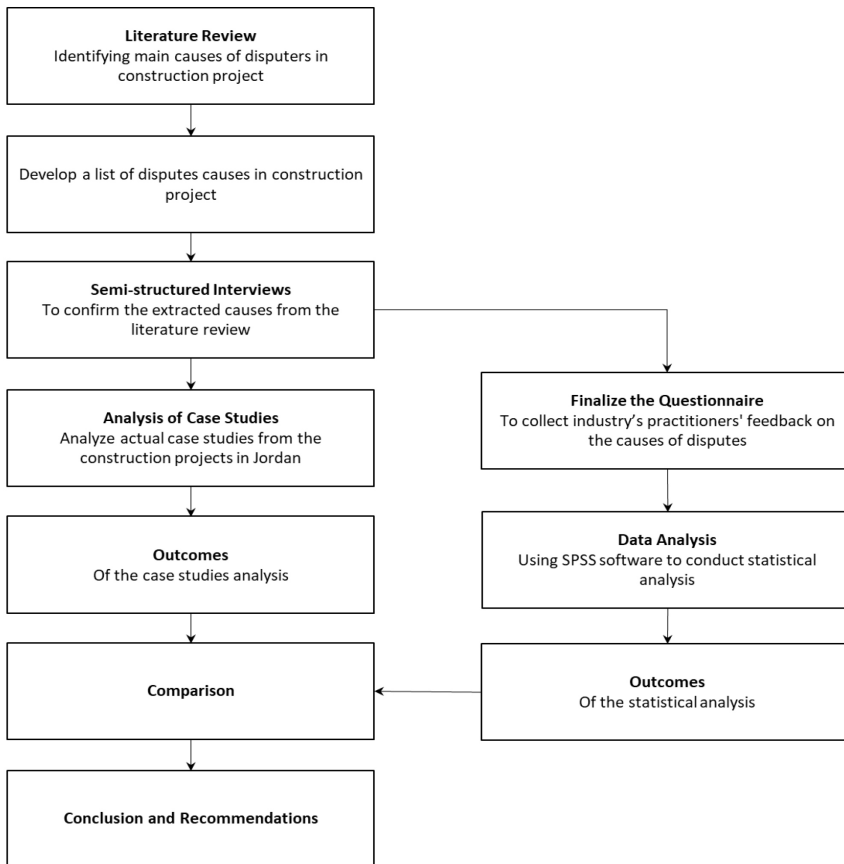 Literature Review
Identifying main causes of disputers in
construction project
Develop a list of disputes causes in construction
project
Semi-structured Interviews
To confirm the extracted causes from the
literature review
Analysis of Case Studies
Analyze actual case studies from the
construction projects in Jordan
Outcomes
Of the case studies analysis
Comparison
Conclusion and Recommendations
Finalize the Questionnaire
To collect industry’s practitioners' feedback on
the causes of disputes
Data Analysis
Using SPSS software to conduct statistical
analysis
Outcomes
Of the statistical analysis